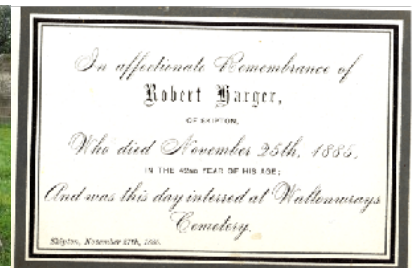 In affectionate Remembrance of
Robert Harger,
OF SKIPTON,
Who died November 25th, 1885,
IN THE YEAR OF HIS AGE;
And was this day interred at Waltonwrays
Cemetery.
Skipton, November 27th, 1885.